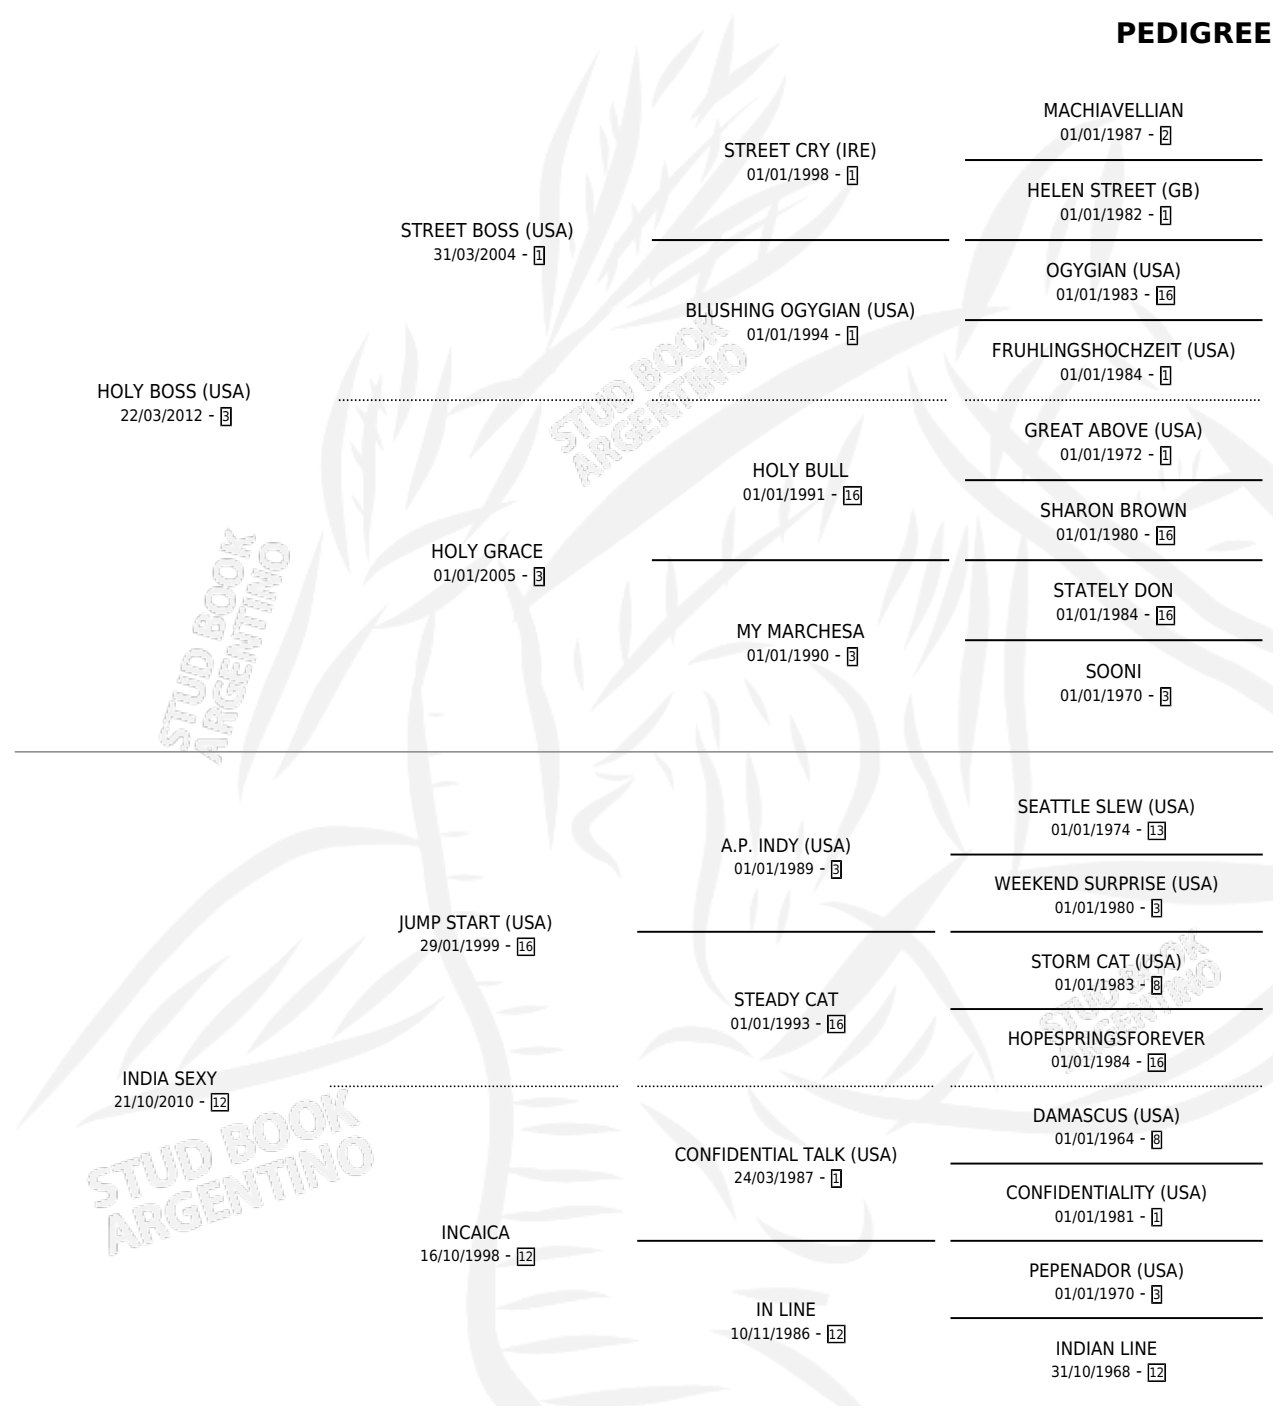 PEDIGREE
MACHIAVELLIAN
01/01/1987 - 2
STREET CRY (IRE)
01/01/1998 - 1
HELEN STREET (GB)
01/01/1982 - 1
STREET BOSS (USA)
31/03/2004 - 1
OGYGIAN (USA)
01/01/1983 - 16
BLUSHING OGYGIAN (USA)
01/01/1994 - 1
FRUHLINGSHOCHZEIT (USA)
01/01/1984 - 1
HOLY BOSS (USA)
22/03/2012 - 3
STUD BOOK
ARGENTINO
GREAT ABOVE (USA)
01/01/1972 - 1
HOLY BULL
01/01/1991 - 16
SHARON BROWN
01/01/1980 - 16
HOLY GRACE
01/01/2005 - 3
STATELY DON
01/01/1984 - 16
MY MARCHESA
01/01/1990 - 3
SOONI
01/01/1970 - 3
STUD BOOK
ARGENTINO
SEATTLE SLEW (USA)
01/01/1974 - 13
A.P. INDY (USA)
01/01/1989 - 3
WEEKEND SURPRISE (USA)
01/01/1980 - 3
JUMP START (USA)
29/01/1999 - 16
STORM CAT (USA)
01/01/1983 - 8
STEADY CAT
01/01/1993 - 16
STUD BOOK
ARGENTINO
HOPESPRINGSFOREVER
01/01/1984 - 16
INDIA SEXY
21/10/2010 - 12
DAMASCUS (USA)
01/01/1964 - 8
CONFIDENTIAL TALK (USA)
24/03/1987 - 1
STUD BOOK
ARGENTINO
CONFIDENTIALITY (USA)
01/01/1981 - 1
INCAICA
16/10/1998 - 12
PEPENADOR (USA)
01/01/1970 - 3
IN LINE
10/11/1986 - 12
INDIAN LINE
31/10/1968 - 12